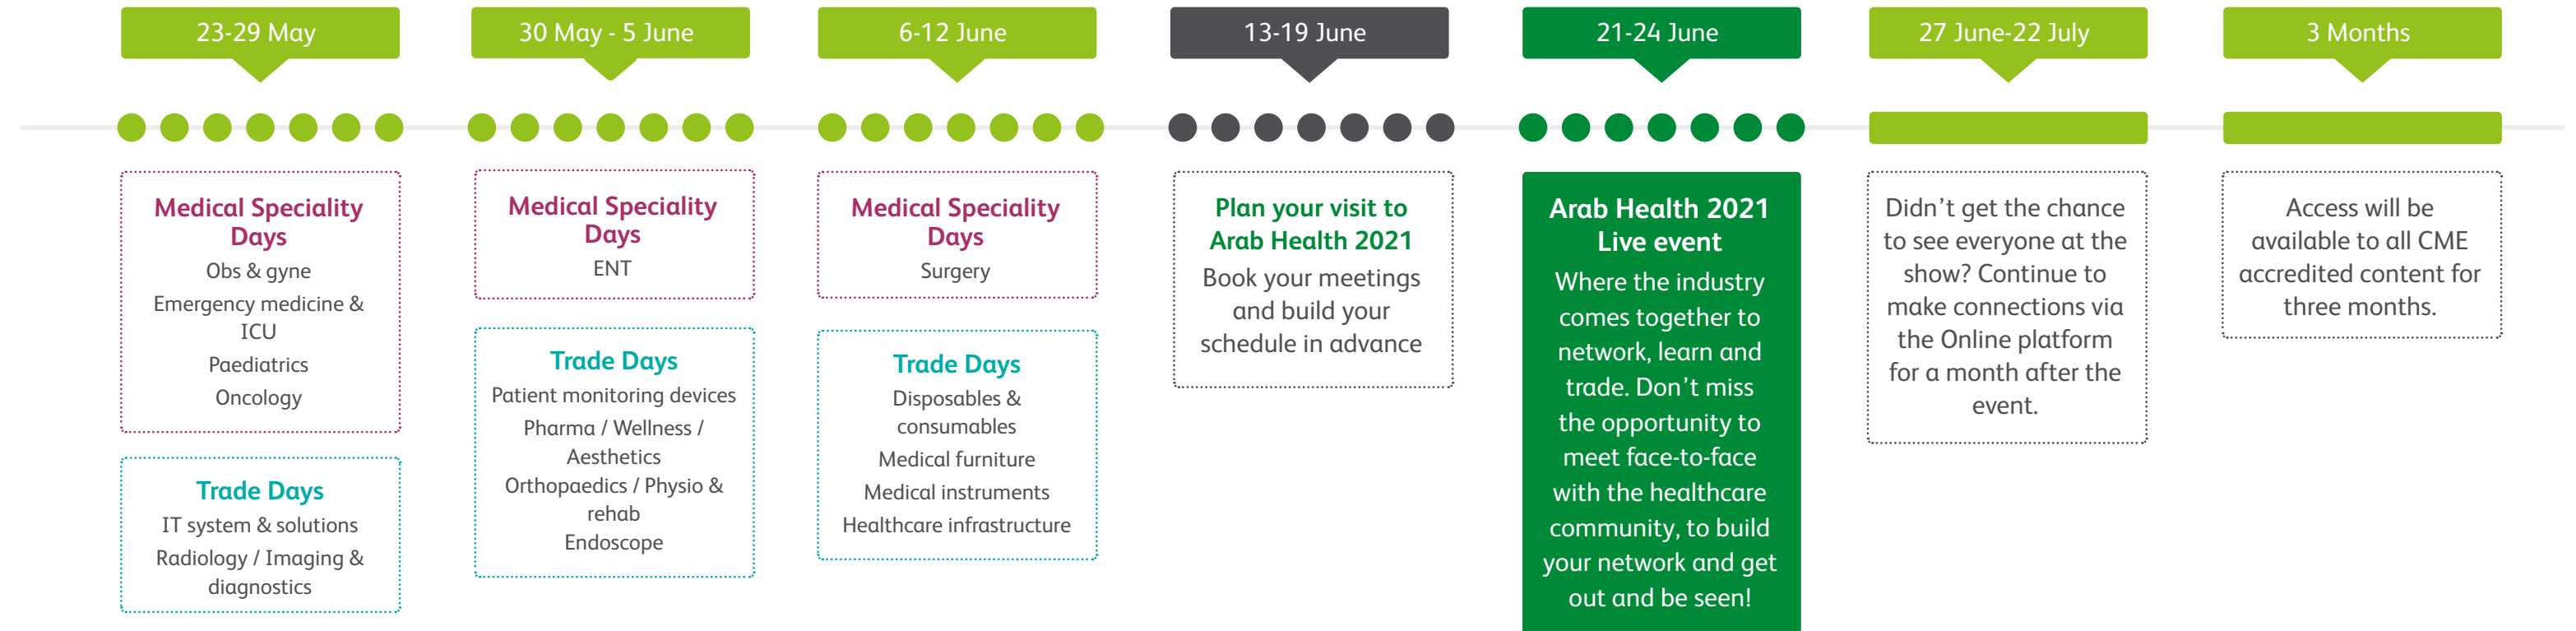 23-29 May
30 May - 5 June
6-12 June
13-19 June
21-24 June
27 June-22 July
3 Months
Medical Speciality
Days
Obs & gyne
Emergency medicine &
ICU
Paediatrics
Oncology
Trade Days
IT system & solutions
Radiology / Imaging &
diagnostics
Medical Speciality
Days
ENT
Trade Days
Patient monitoring devices
Pharma / Wellness /
Aesthetics
Orthopaedics / Physio &
rehab
Endoscope
Medical Speciality
Days
Surgery
Trade Days
Disposables &
consumables
Medical furniture
Medical instruments
Healthcare infrastructure
Plan your visit to
Arab Health 2021
Book your meetings
and build your
schedule in advance
Arab Health 2021
Live event
Where the industry
comes together to
network, learn and
trade. Don’t miss
the opportunity to
meet face-to-face
with the healthcare
community, to build
your network and get
out and be seen!
Didn’t get the chance
to see everyone at the
show? Continue to
make connections via
the Online platform
for a month after the
event.
Access will be
available to all CME
accredited content for
three months.